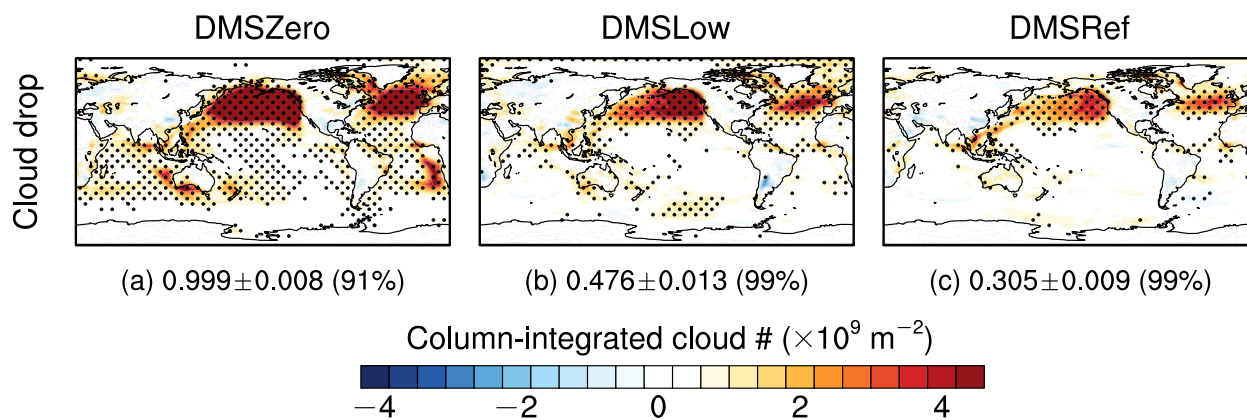 DMSZero DMSLow DMSRef
Cloud drop
(a) 0.999±0.008 (91%) (b) 0.476±0.013 (99%) (c) 0.305±0.009 (99%)
Column-integrated cloud # (×10⁹ m⁻²)
−4 −2 0 2 4